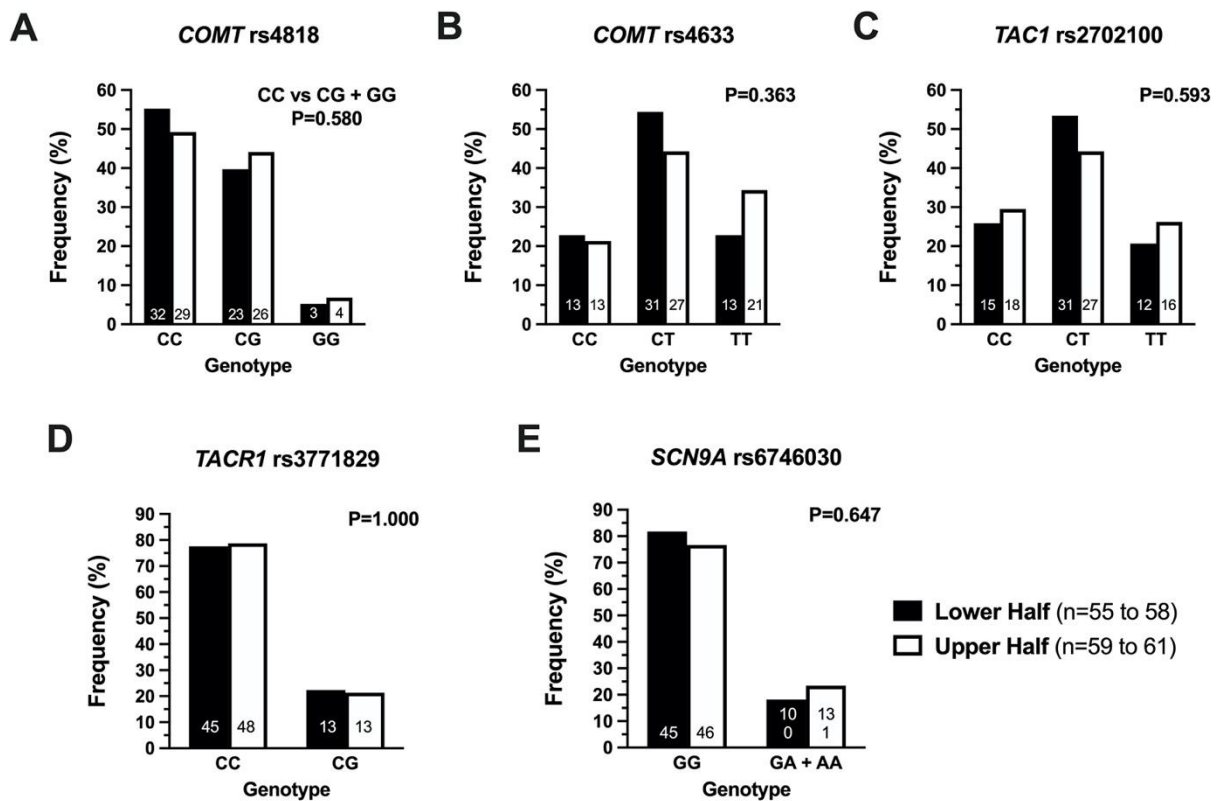 A
COMT rs4818
CC vs CG + GG
P=0.580
Frequency (%)
60
50
40
30
20
10
0
32 29 23 26 3 4
CC CG GG
Genotype
B
COMT rs4633
P=0.363
Frequency (%)
60
50
40
30
20
10
0
13 13 31 27 13 21
CC CT TT
Genotype
C
TAC1 rs2702100
P=0.593
Frequency (%)
60
50
40
30
20
10
0
15 18 31 27 12 16
CC CT TT
Genotype
D
TACR1 rs3771829
P=1.000
Frequency (%)
90
80
70
60
50
40
30
20
10
0
45 48 13 13
CC CG
Genotype
E
SCN9A rs6746030
P=0.647
Frequency (%)
90
80
70
60
50
40
30
20
10
0
10 13
45 46 0 1
GG GA + AA
Genotype
Lower Half (n=55 to 58)
Upper Half (n=59 to 61)